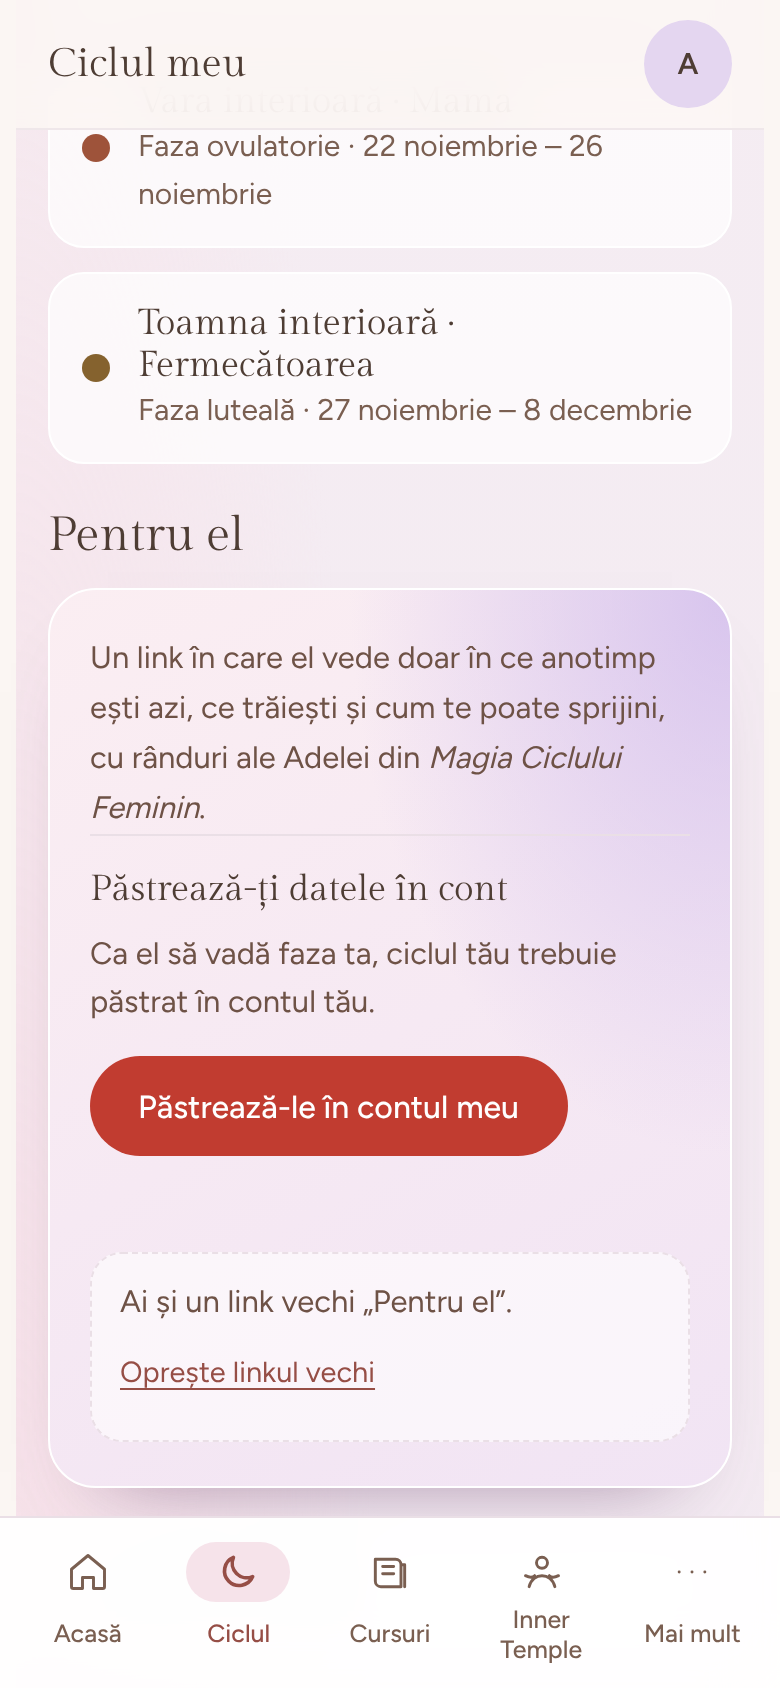 Ciclul meu
A
Vara interioară · Mama
Faza ovulatorie · 22 noiembrie – 26
noiembrie
Toamna interioară ·
Fermecătoarea
Faza luteală · 27 noiembrie – 8 decembrie
Pentru el
Un link în care el vede doar în ce anotimp
ești azi, ce trăiești și cum te poate sprijini,
cu rânduri ale Adelei din Magia Ciclului
Feminin.
Păstrează-ți datele în cont
Ca el să vadă faza ta, ciclul tău trebuie
păstrat în contul tău.
Păstrează-le în contul meu
Ai și un link vechi „Pentru el”.
Oprește linkul vechi
Acasă
Ciclul
Cursuri
Inner
Temple
Mai mult